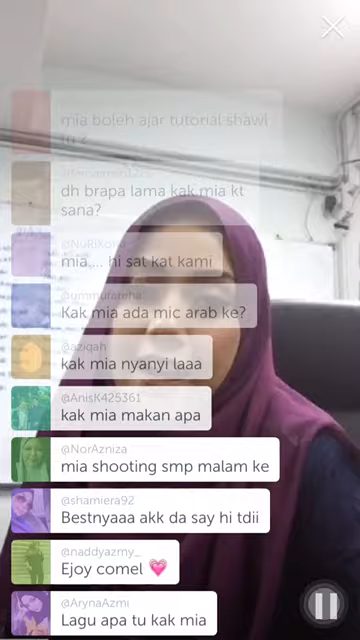 mia boleh ajar tutorial shawl
ni ?
dh brapa lama kak mia kt
sana?
mia,... hi sat kat kami
Kak mia ada mic arab ke?
@aziqah
kak mia nyanyi laaa
@AnisK425361
kak mia makan apa
@NorAzniza
mia shooting smp malam ke
@shamiera92
Bestnyaaa akk da say hi tdii
@naddyazmy_
Ejoy comel 💗
@ArynaAzmi
Lagu apa tu kak mia